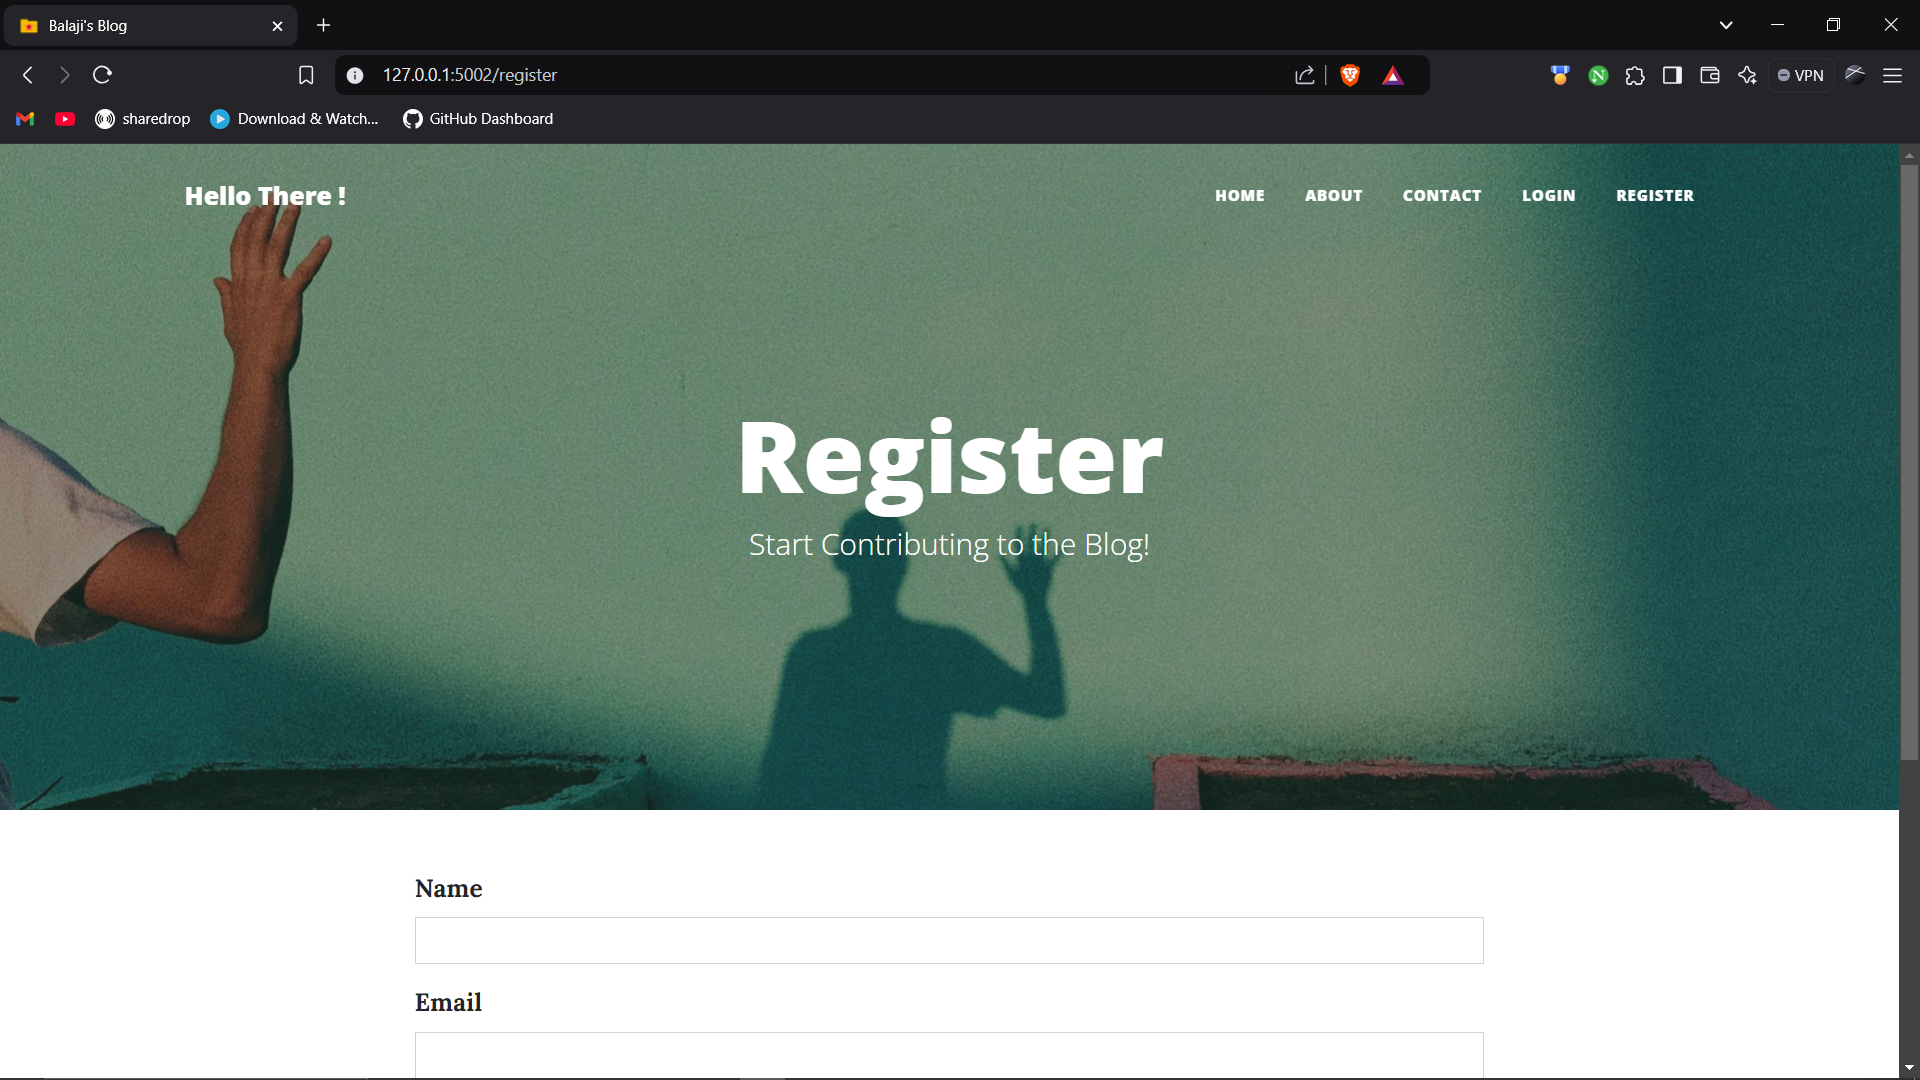 Balaji's Blog
127.0.0.1:5002/register
VPN
sharedrop
Download & Watch...
GitHub Dashboard
Hello There !
HOME
ABOUT
CONTACT
LOGIN
REGISTER
Register
Start Contributing to the Blog!
Name
Email